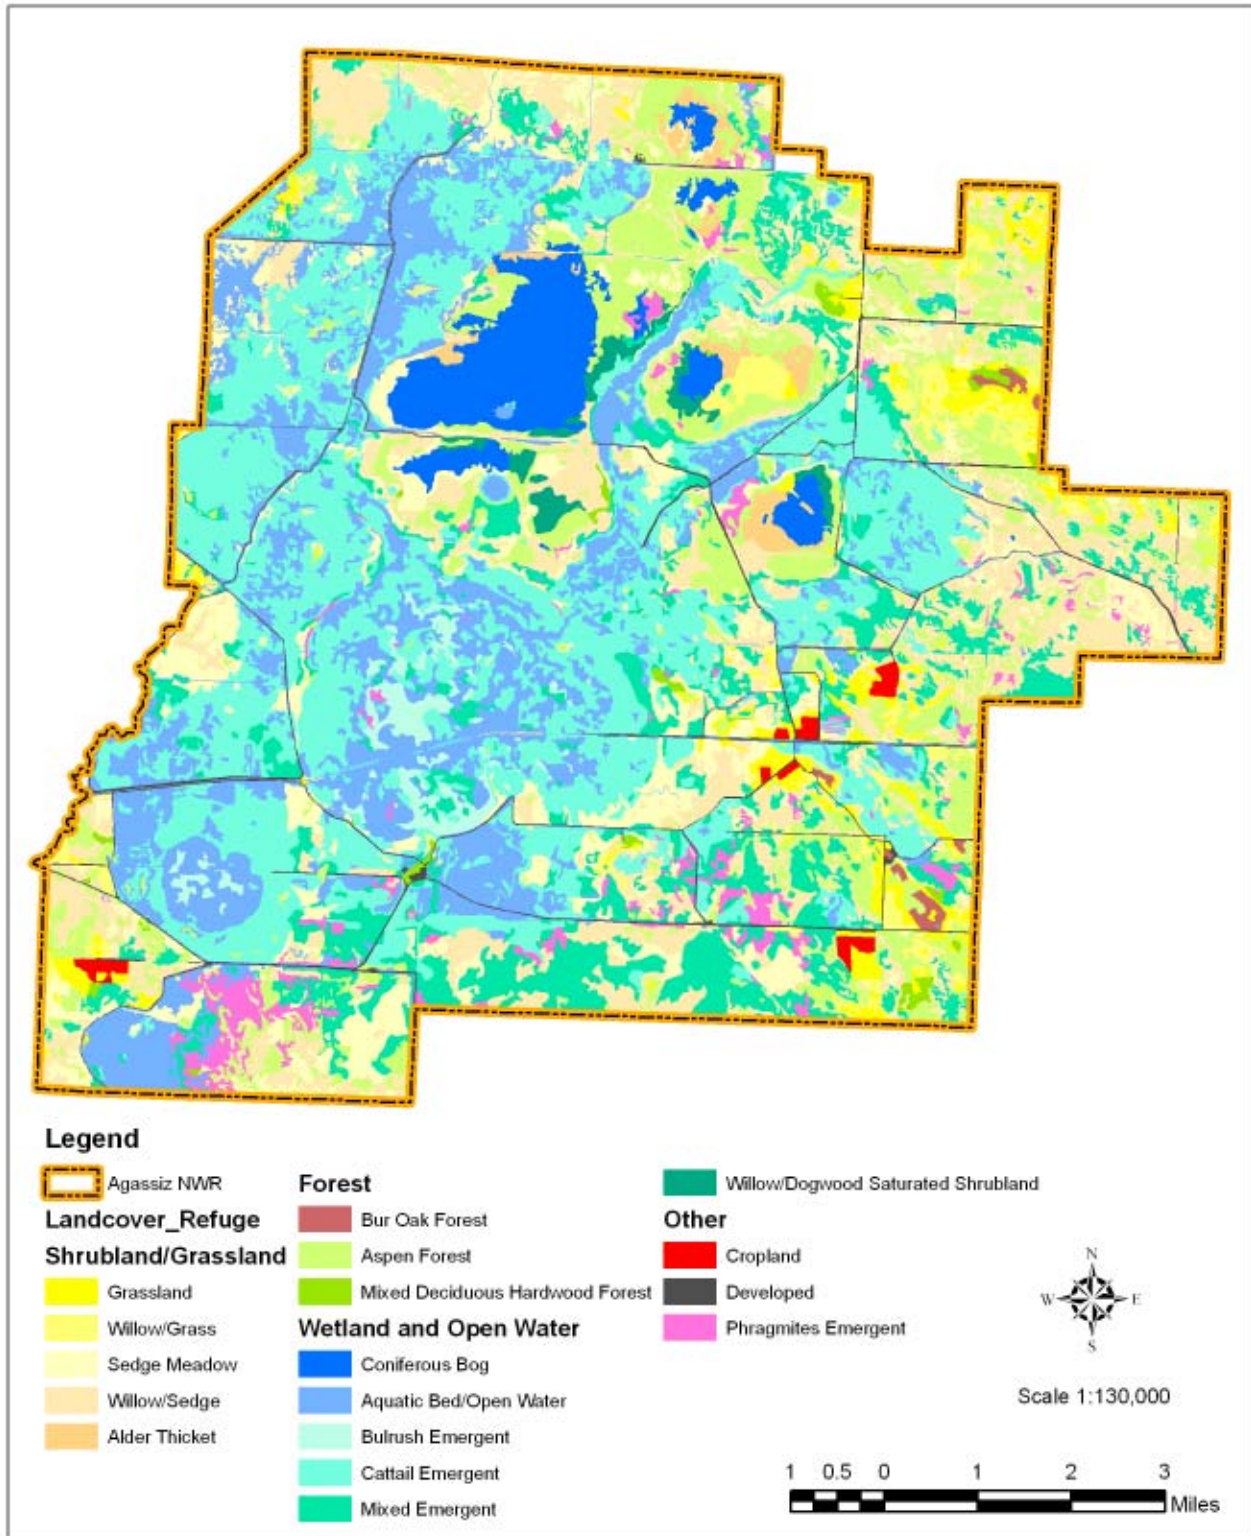 Legend
Agassiz NWR
Landcover_Refuge
Shrubland/Grassland
Grassland
Willow/Grass
Sedge Meadow
Willow/Sedge
Alder Thicket
Forest
Bur Oak Forest
Aspen Forest
Mixed Deciduous Hardwood Forest
Wetland and Open Water
Coniferous Bog
Aquatic Bed/Open Water
Bulrush Emergent
Cattail Emergent
Mixed Emergent
Willow/Dogwood Saturated Shrubland
Other
Cropland
Developed
Phragmites Emergent
N
W E
S
Scale 1:130,000
1 0.5 0 1 2 3
Miles